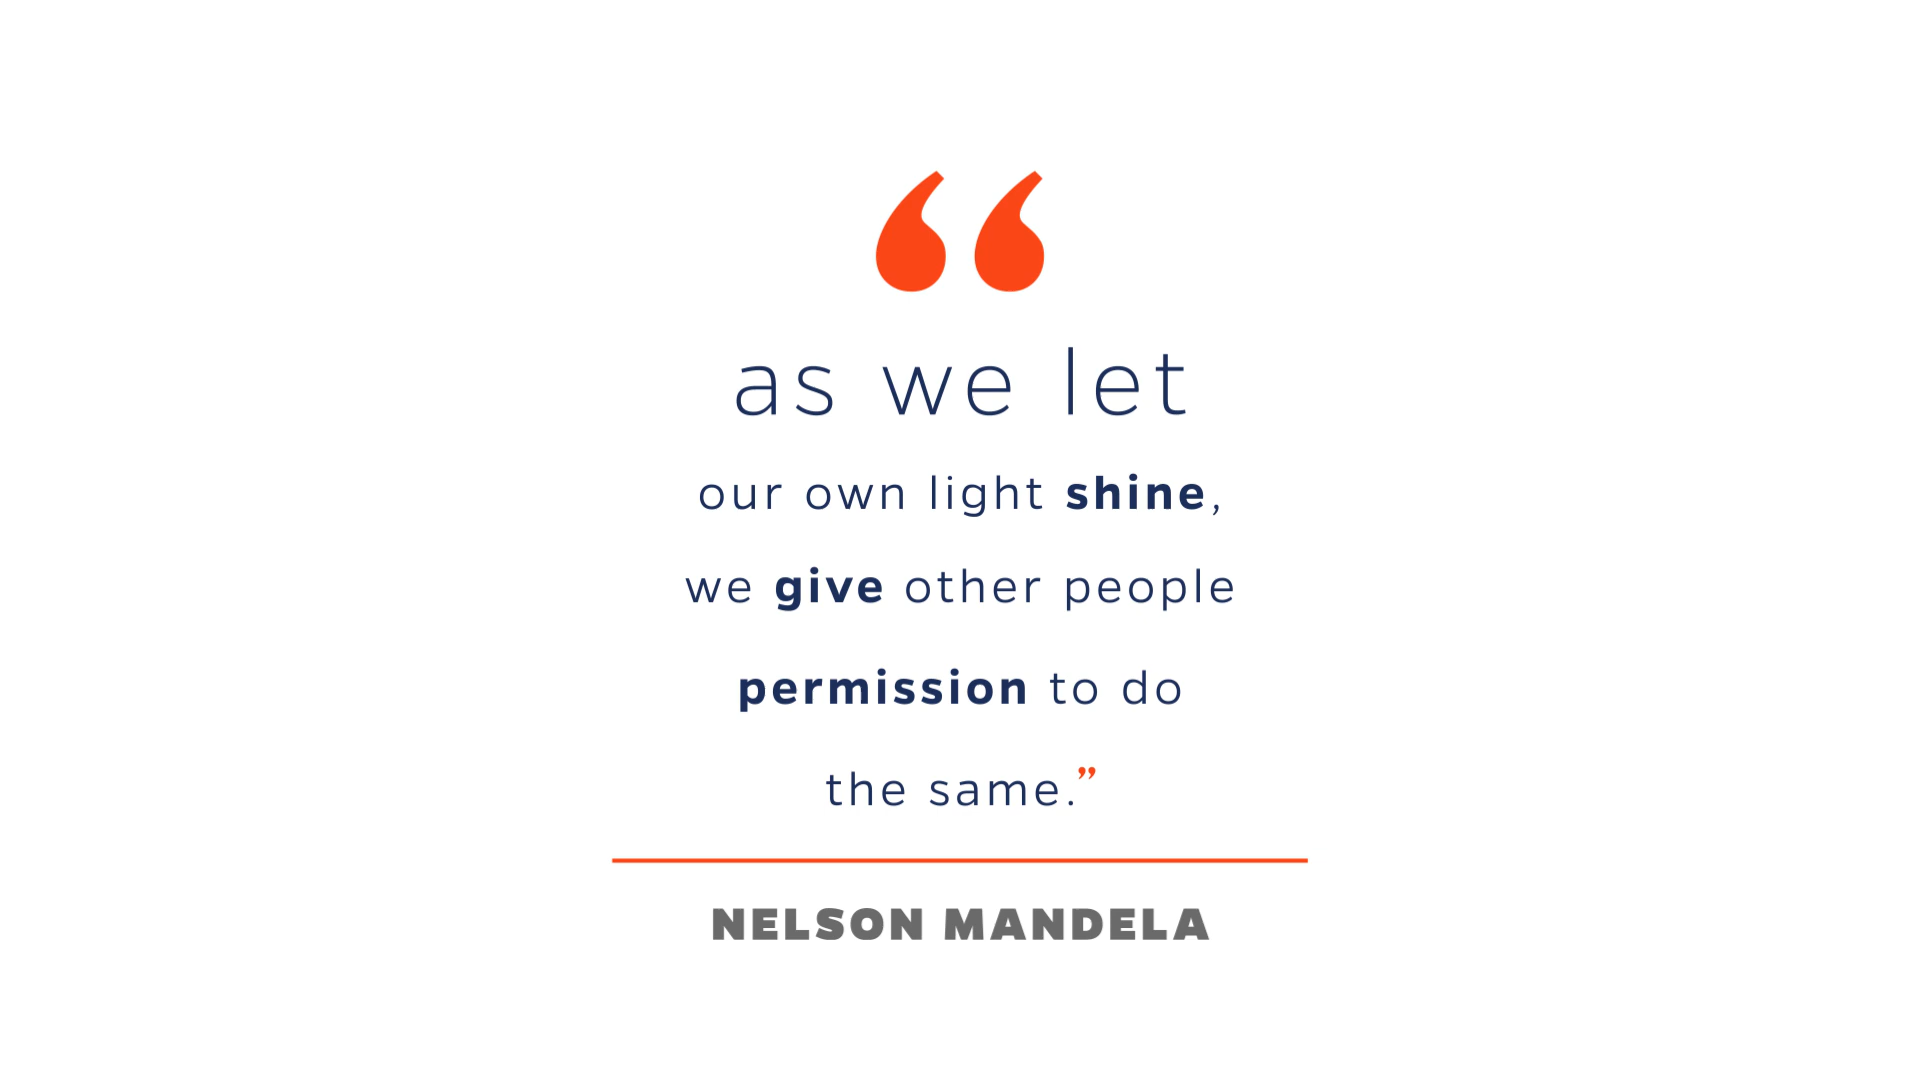 “
as we let
our own light shine,
we give other people
permission to do
the same.”
NELSON MANDELA